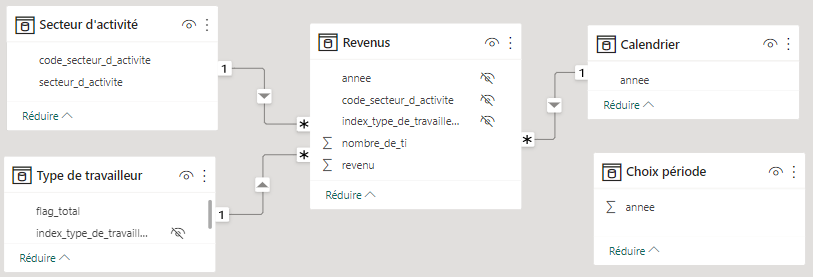 Secteur d'activité
code_secteur_d_activite
secteur_d_activite
Réduire
Type de travailleur
flag_total
index_type_de_travaill...
Réduire
1
1
Revenus
annee
code_secteur_d_activite
index_type_de_travaille...
Σ nombre_de_ti
Σ revenu
Réduire
*
*
*
1
Calendrier
annee
Réduire
Choix période
Σ annee
Réduire